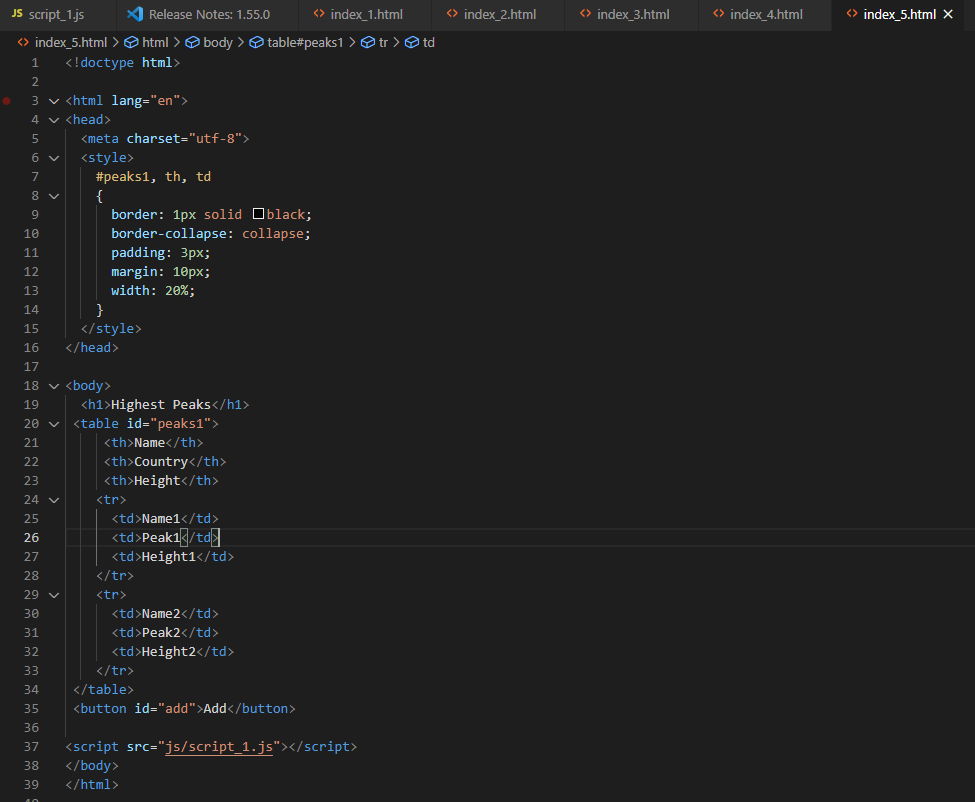 JS script_1.js Release Notes: 1.55.0 <> index_1.html <> index_2.html <> index_3.html <> index_4.html <> index_5.html ×
<> index_5.html > html > body > table#peaks1 > tr > td
1 <!doctype html>
2
3 <html lang="en">
4 <head>
5 <meta charset="utf-8">
6 <style>
7 #peaks1, th, td
8 {
9 border: 1px solid black;
10 border-collapse: collapse;
11 padding: 3px;
12 margin: 10px;
13 width: 20%;
14 }
15 </style>
16 </head>
17
18 <body>
19 <h1>Highest Peaks</h1>
20 <table id="peaks1">
21 <th>Name</th>
22 <th>Country</th>
23 <th>Height</th>
24 <tr>
25 <td>Name1</td>
26 <td>Peak1</td>
27 <td>Height1</td>
28 </tr>
29 <tr>
30 <td>Name2</td>
31 <td>Peak2</td>
32 <td>Height2</td>
33 </tr>
34 </table>
35 <button id="add">Add</button>
36
37 <script src="js/script_1.js"></script>
38 </body>
39 </html>